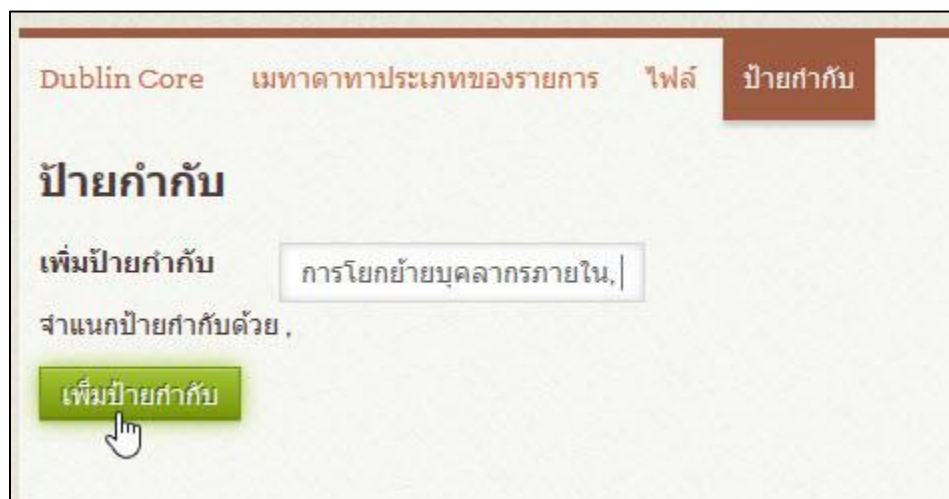 Dublin Core เมทาดาทาประเภทของรายการ ไฟล์ ป้ายกำกับ
ป้ายกำกับ
เพิ่มป้ายกำกับ การโยกย้ายบุคลากรภายใน,
จำแนกป้ายกำกับด้วย ,
เพิ่มป้ายกำกับ